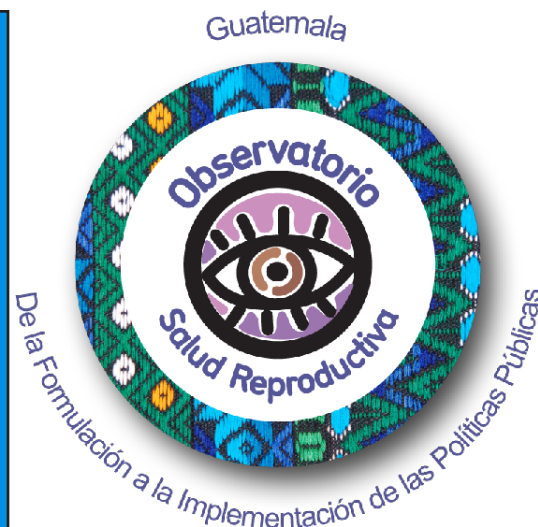 Guatemala
Observatorio
Salud Reproductiva
De la Formulación a la Implementación de las Políticas Públicas